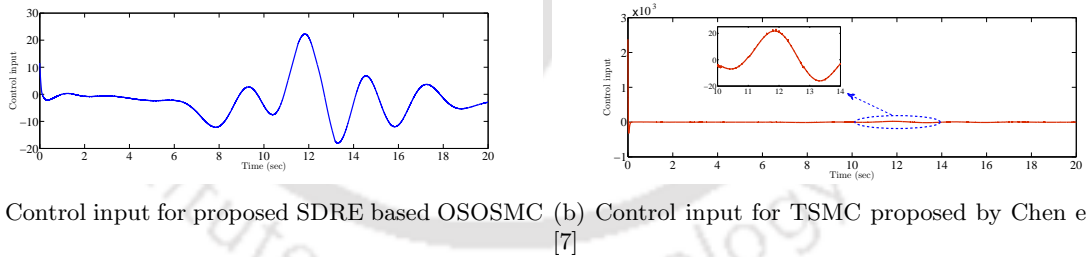 30
20
10
0
−10
−20
0 2 4 6 8 10 12 14 16 18 20
Control input
Time (sec)
×10³
3
2
1
0
−1
0 2 4 6 8 10 12 14 16 18 20
Control input
Time (sec)
20
0
−20
10 11 12 13 14
Control input for proposed SDRE based OSOSMC (b) Control input for TSMC proposed by Chen e
[7]